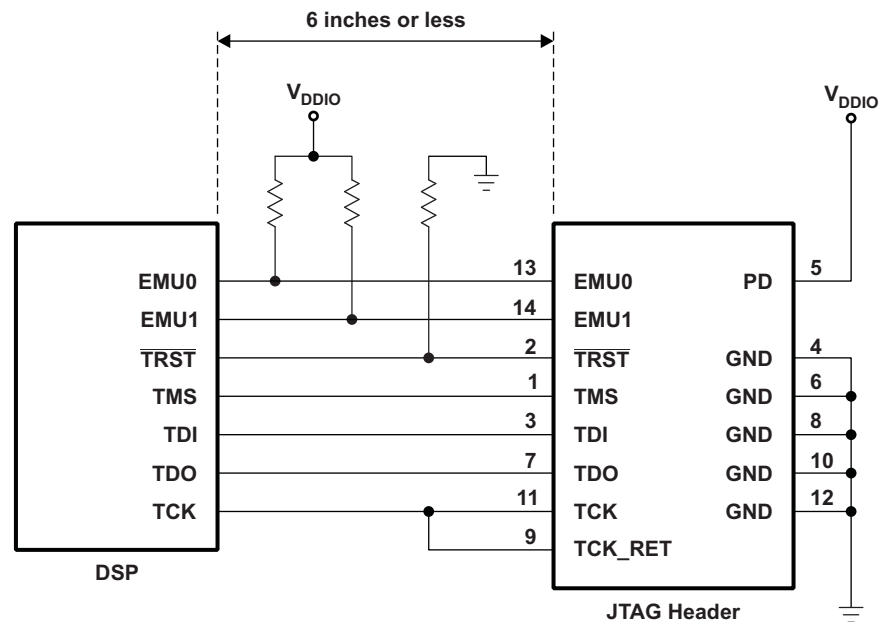 6 inches or less
VDDIO
VDDIO
13
5
EMU0
EMU0
PD
14
EMU1
EMU1
2
4
TRST
TRST
GND
1
6
TMS
TMS
GND
3
8
TDI
TDI
GND
7
10
TDO
TDO
GND
11
12
TCK
TCK
GND
9
TCK_RET
DSP
JTAG Header